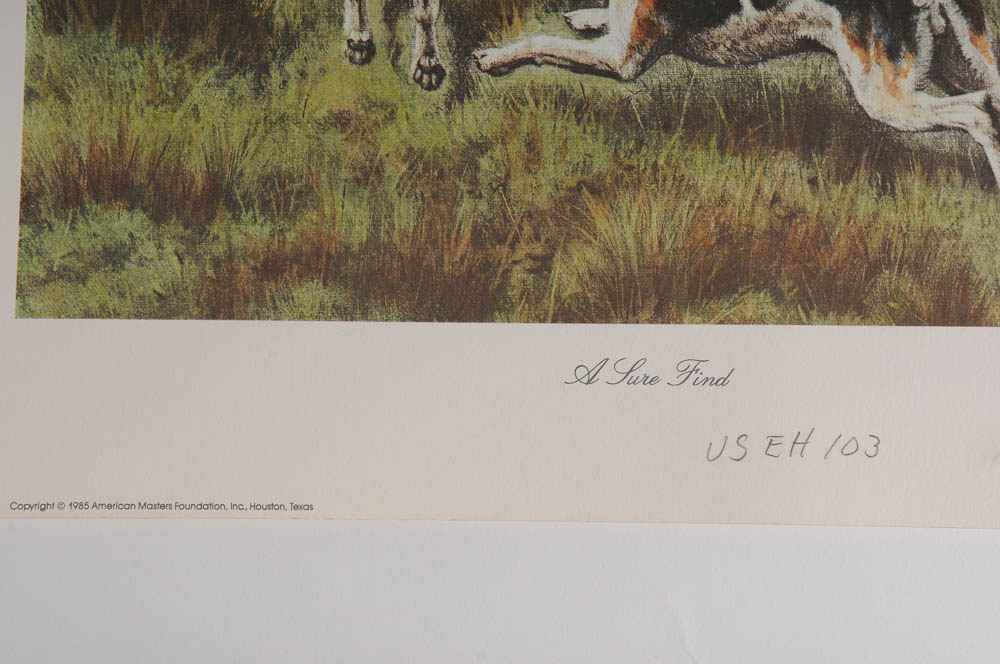 A Sure Find
US EH 103
Copyright © 1985 American Masters Foundation, Inc., Houston, Texas